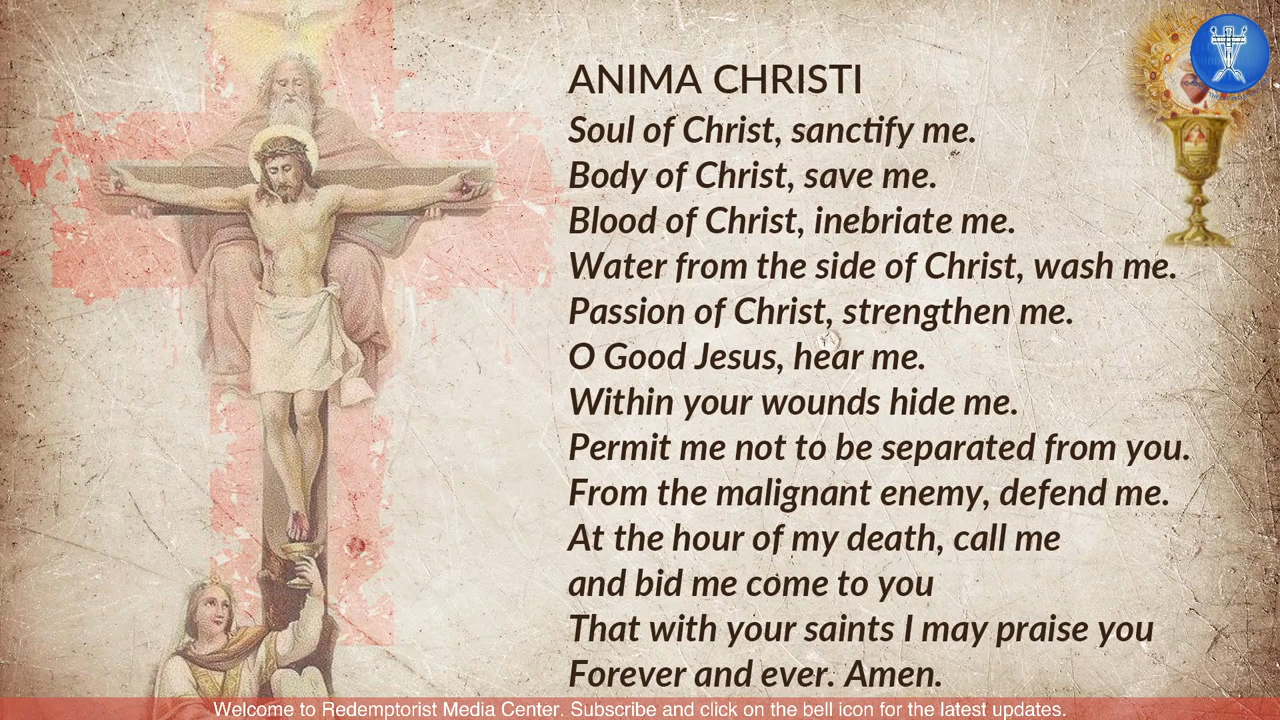 ANIMA CHRISTI
Soul of Christ, sanctify me.
Body of Christ, save me.
Blood of Christ, inebriate me.
Water from the side of Christ, wash me.
Passion of Christ, strengthen me.
O Good Jesus, hear me.
Within your wounds hide me.
Permit me not to be separated from you.
From the malignant enemy, defend me.
At the hour of my death, call me
and bid me come to you
That with your saints I may praise you
Forever and ever. Amen.
Welcome to Redemptorist Media Center. Subscribe and click on the bell icon for the latest updates.